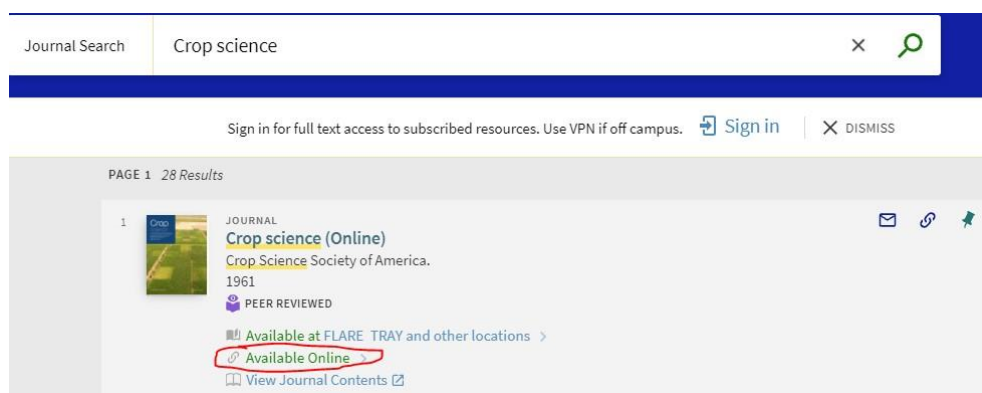 Journal Search Crop science
Sign in for full text access to subscribed resources. Use VPN if off campus. Sign in DISMISS
PAGE 1 28 Results
1
Crop
JOURNAL
Crop science (Online)
Crop Science Society of America.
1961
PEER REVIEWED
Available at FLARE TRAY and other locations
Available Online
View Journal Contents